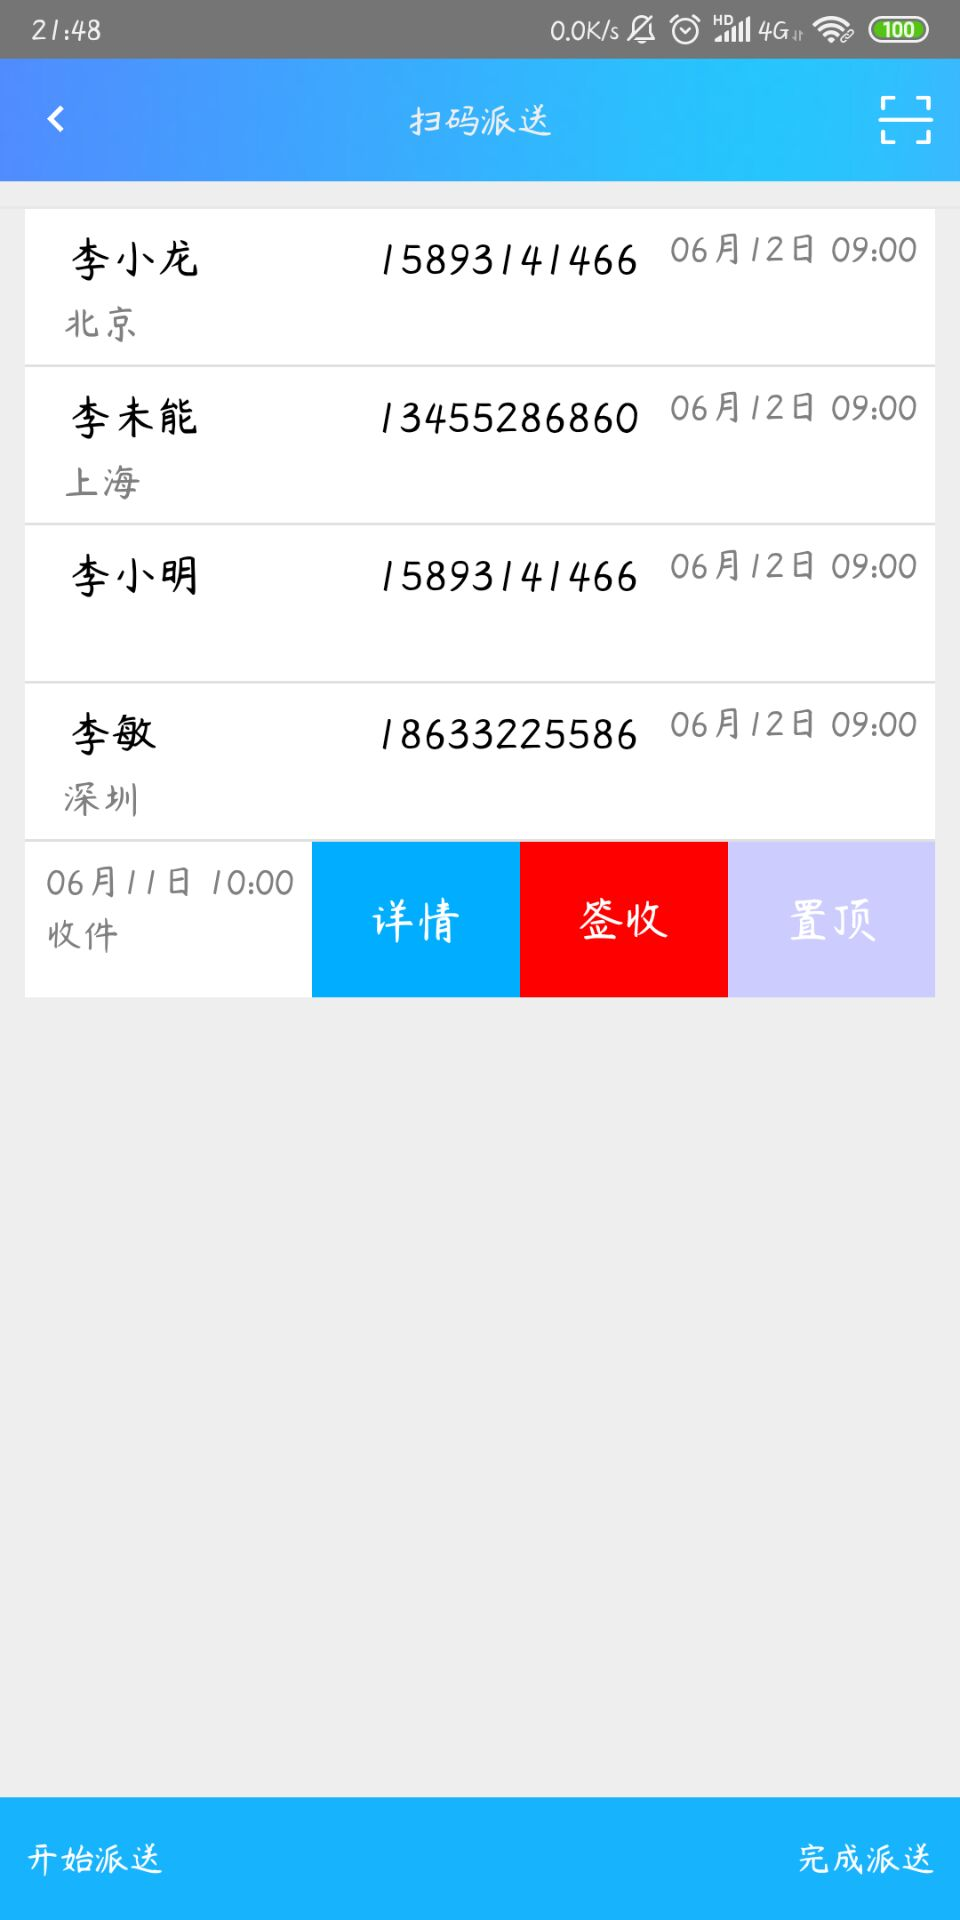 21:48 0.0K/s HD 4G 100
扫码派送
李小龙 15893141466 06月12日 09:00
北京
李未能 13455286860 06月12日 09:00
上海
李小明 15893141466 06月12日 09:00
李敏 18633225586 06月12日 09:00
深圳
06月11日 10:00 详情 签收 置顶
收件
开始派送 完成派送